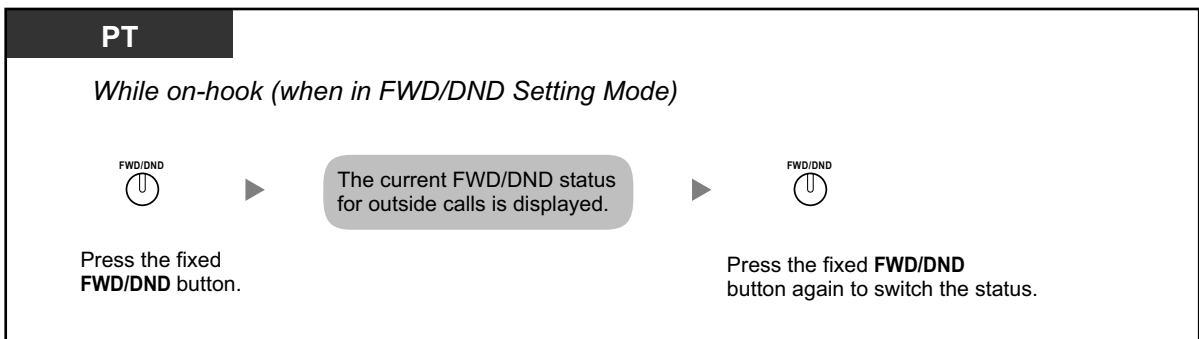 PT
While on-hook (when in FWD/DND Setting Mode)
FWD/DND
Press the fixed
FWD/DND button.
The current FWD/DND status
for outside calls is displayed.
FWD/DND
Press the fixed FWD/DND
button again to switch the status.